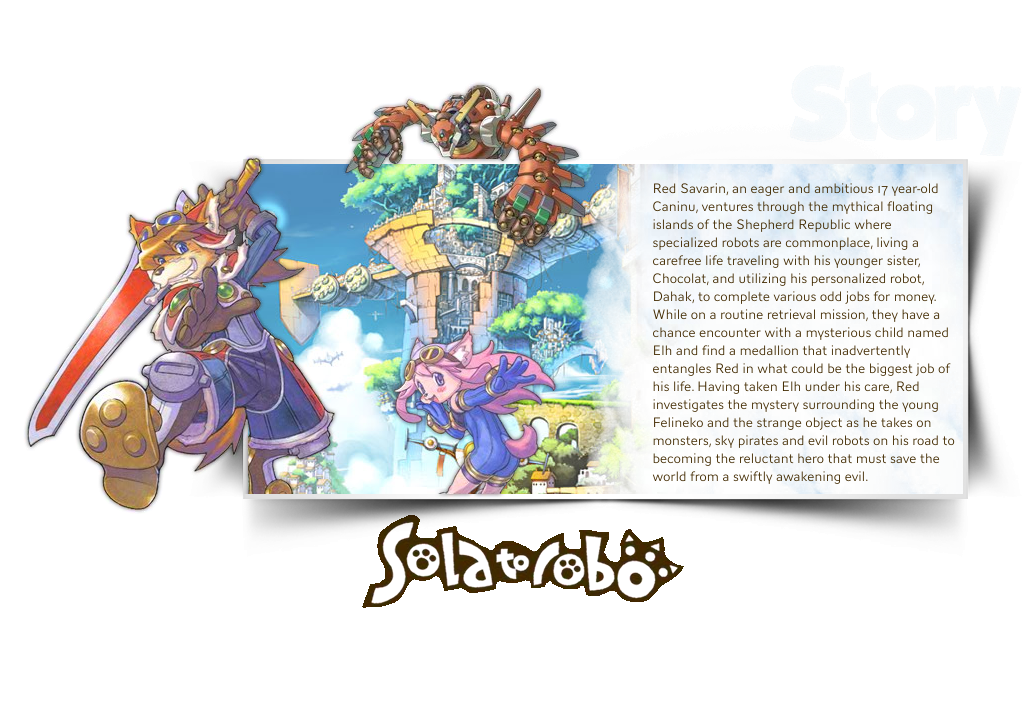 Story
Red Savarin, an eager and ambitious 17 year-old
Caninu, ventures through the mythical floating
islands of the Shepherd Republic where
specialized robots are commonplace, living a
carefree life traveling with his younger sister,
Chocolat, and utilizing his personalized robot,
Dahak, to complete various odd jobs for money.
While on a routine retrieval mission, they have a
chance encounter with a mysterious child named
Elh and find a medallion that inadvertently
entangles Red in what could be the biggest job of
his life. Having taken Elh under his care, Red
investigates the mystery surrounding the young
Felineko and the strange object as he takes on
monsters, sky pirates and evil robots on his road to
becoming the reluctant hero that must save the
world from a swiftly awakening evil.
Solatorobo